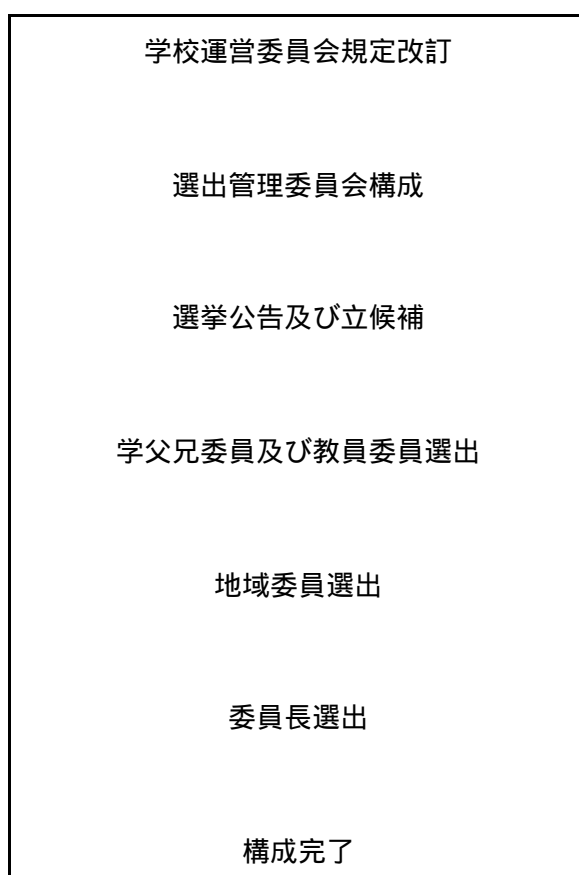 学校運営委員会規定改訂
選出管理委員会構成
選挙公告及び立候補
学父兄委員及び教員委員選出
地域委員選出
委員長選出
構成完了